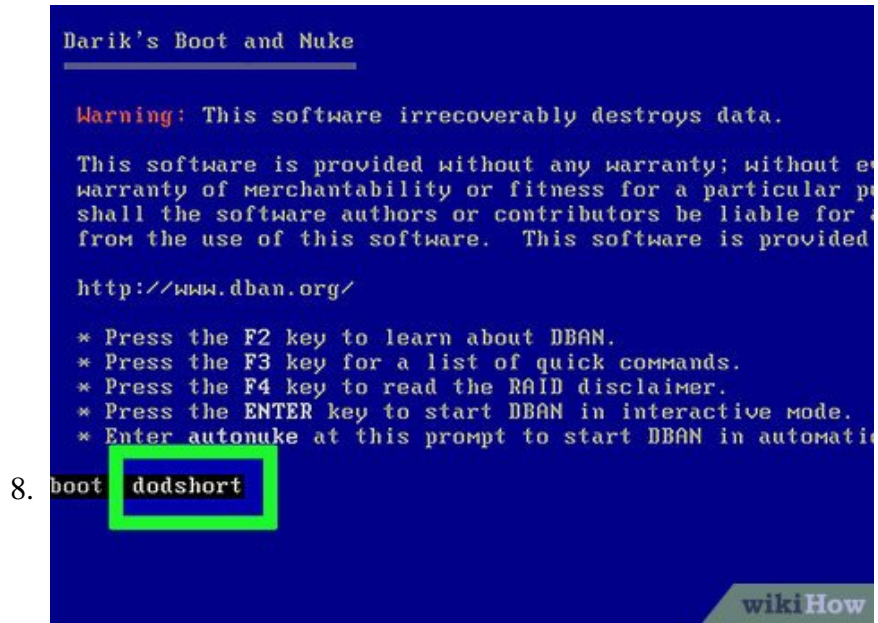 Darik's Boot and Nuke
Warning: This software irrecoverably destroys data.
This software is provided without any warranty; without
warranty of merchantability or fitness for a particular
shall the software authors or contributors be liable for
from the use of this software. This software is provided
http://www.dban.org/
* Press the F2 key to learn about DBAN.
* Press the F3 key for a list of quick commands.
* Press the F4 key to read the RAID disclaimer.
* Press the ENTER key to start DBAN in interactive mode.
* Enter autonuke at this prompt to start DBAN in
8. boot dodshort
wikiHow